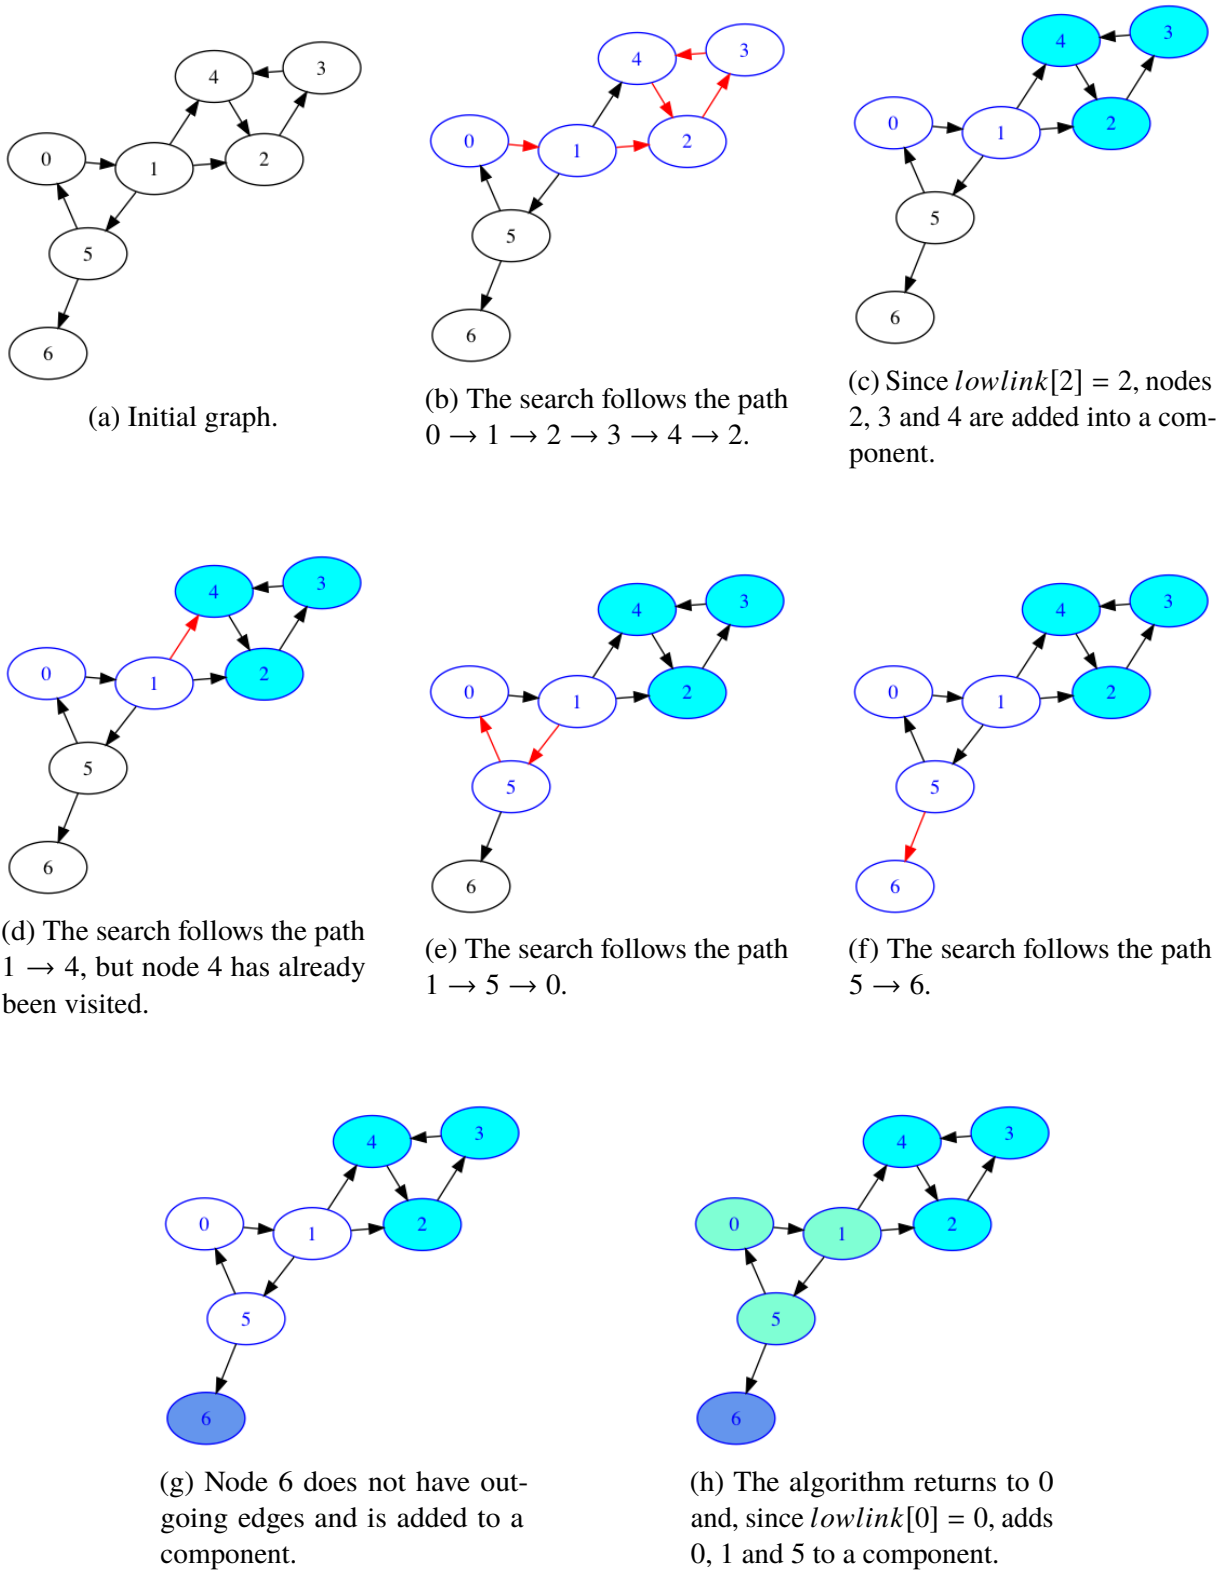 4
3
0
1
2
5
6
(a) Initial graph.
4
3
0
1
2
5
6
(b) The search follows the path
0 → 1 → 2 → 3 → 4 → 2.
4
3
0
1
2
5
6
(c) Since lowlink[2] = 2, nodes
2, 3 and 4 are added into a com-
ponent.
4
3
0
1
2
5
6
(d) The search follows the path
1 → 4, but node 4 has already
been visited.
4
3
0
1
2
5
6
(e) The search follows the path
1 → 5 → 0.
4
3
0
1
2
5
6
(f) The search follows the path
5 → 6.
4
3
0
1
2
5
6
(g) Node 6 does not have out-
going edges and is added to a
component.
4
3
0
1
2
5
6
(h) The algorithm returns to 0
and, since lowlink[0] = 0, adds
0, 1 and 5 to a component.